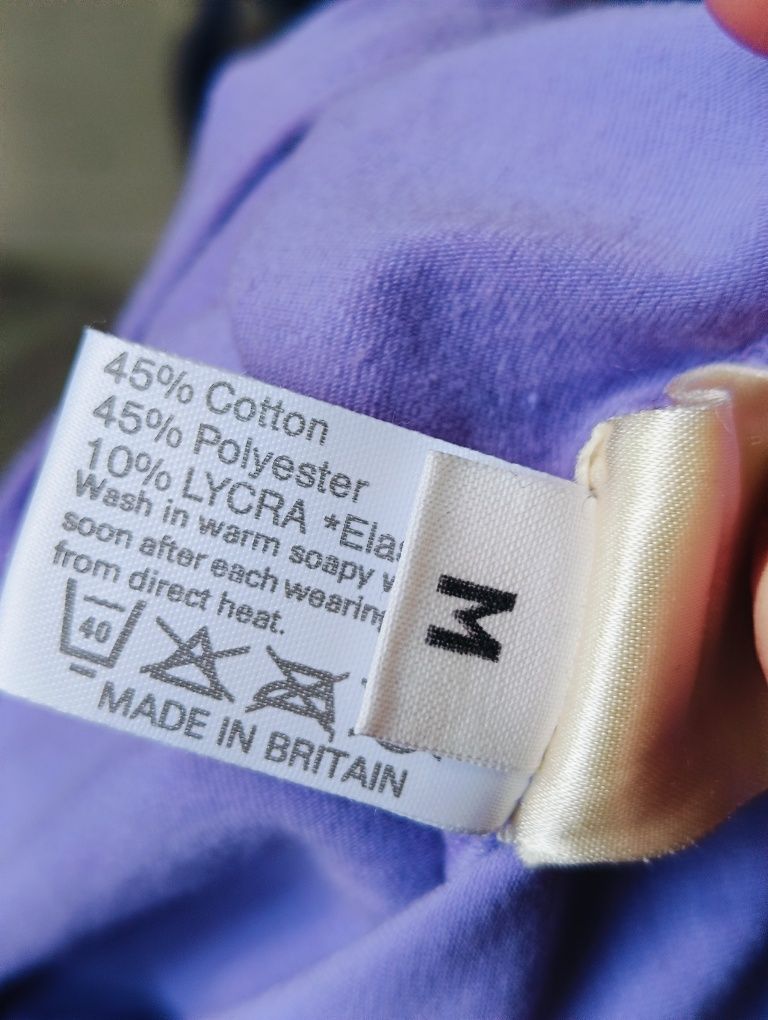 45% Cotton
45% Polyester
10% LYCRA *Elas
Wash in warm soapy w
soon after each wearing
from direct heat.
40
MADE IN BRITAIN
M